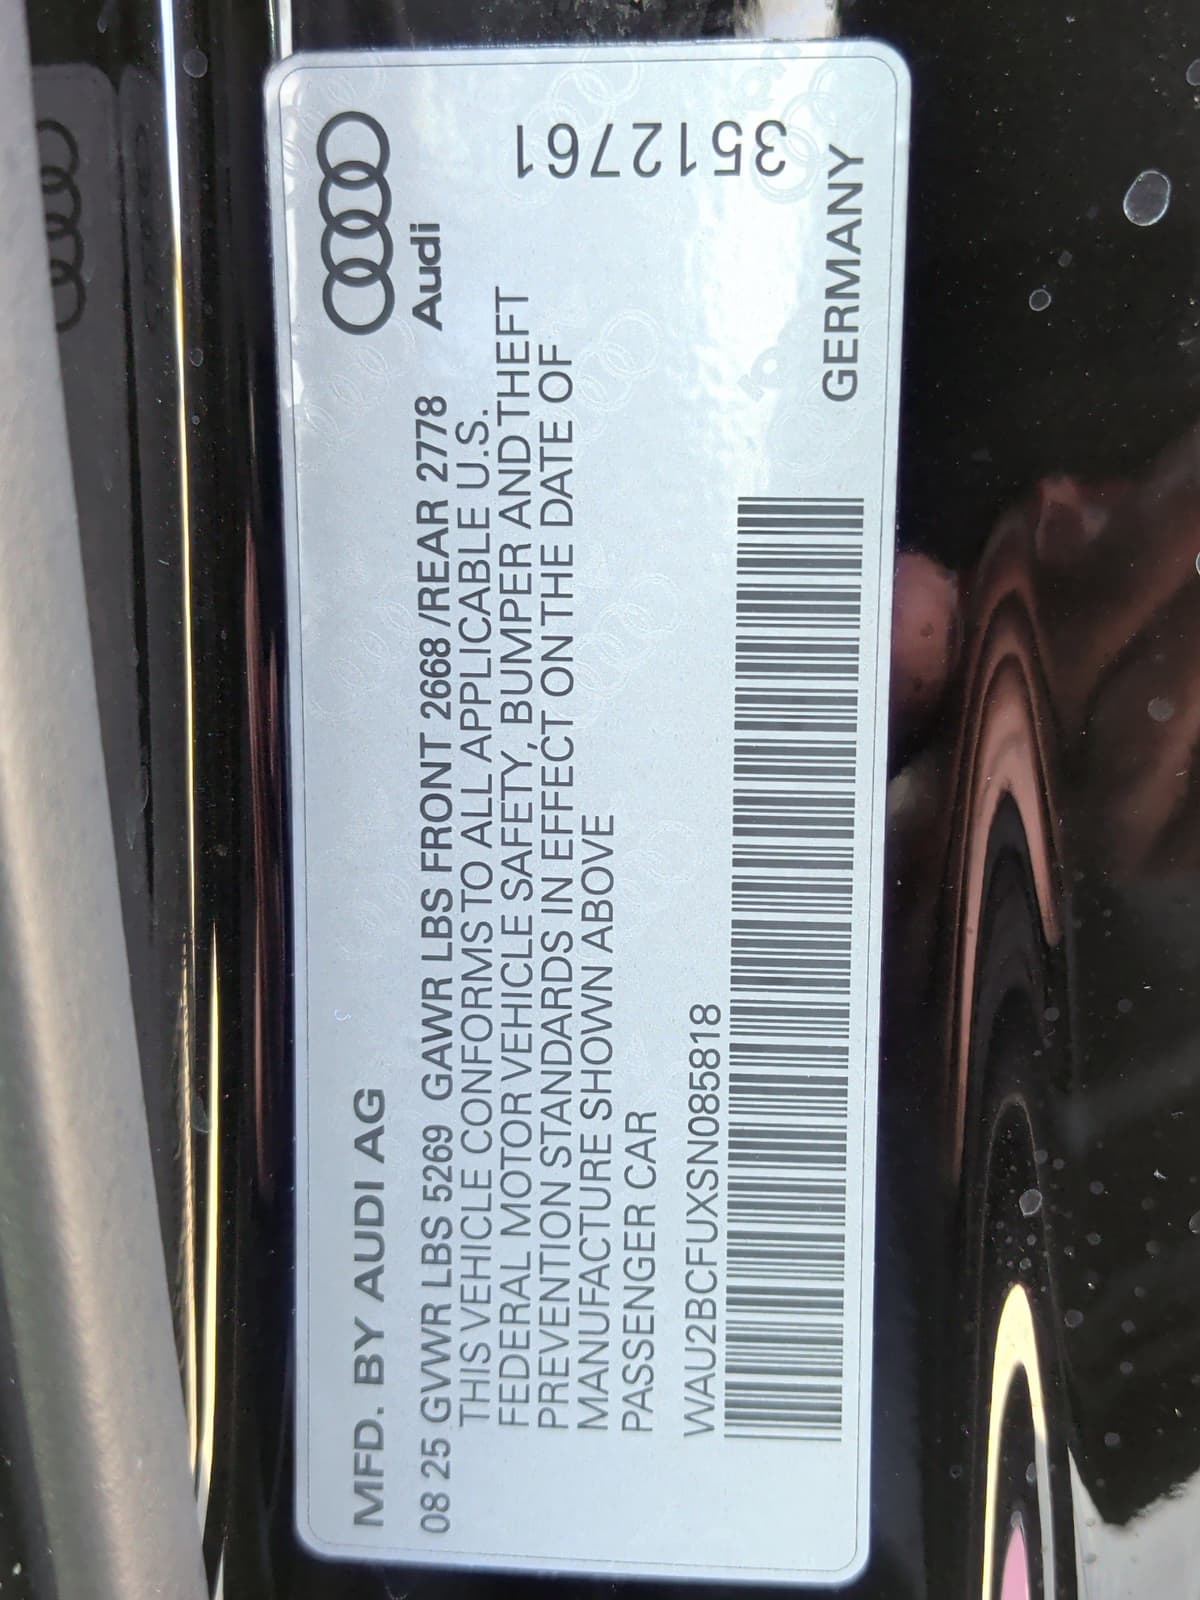 MFD. BY AUDI AG
Audi
08 25 GVWR LBS 5269 GAWR LBS FRONT 2668 /REAR 2778
THIS VEHICLE CONFORMS TO ALL APPLICABLE U.S.
FEDERAL MOTOR VEHICLE SAFETY, BUMPER AND THEFT
PREVENTION STANDARDS IN EFFECT ON THE DATE OF
MANUFACTURE SHOWN ABOVE
PASSENGER CAR
WAU2BCFUXSN085818
3512761
GERMANY